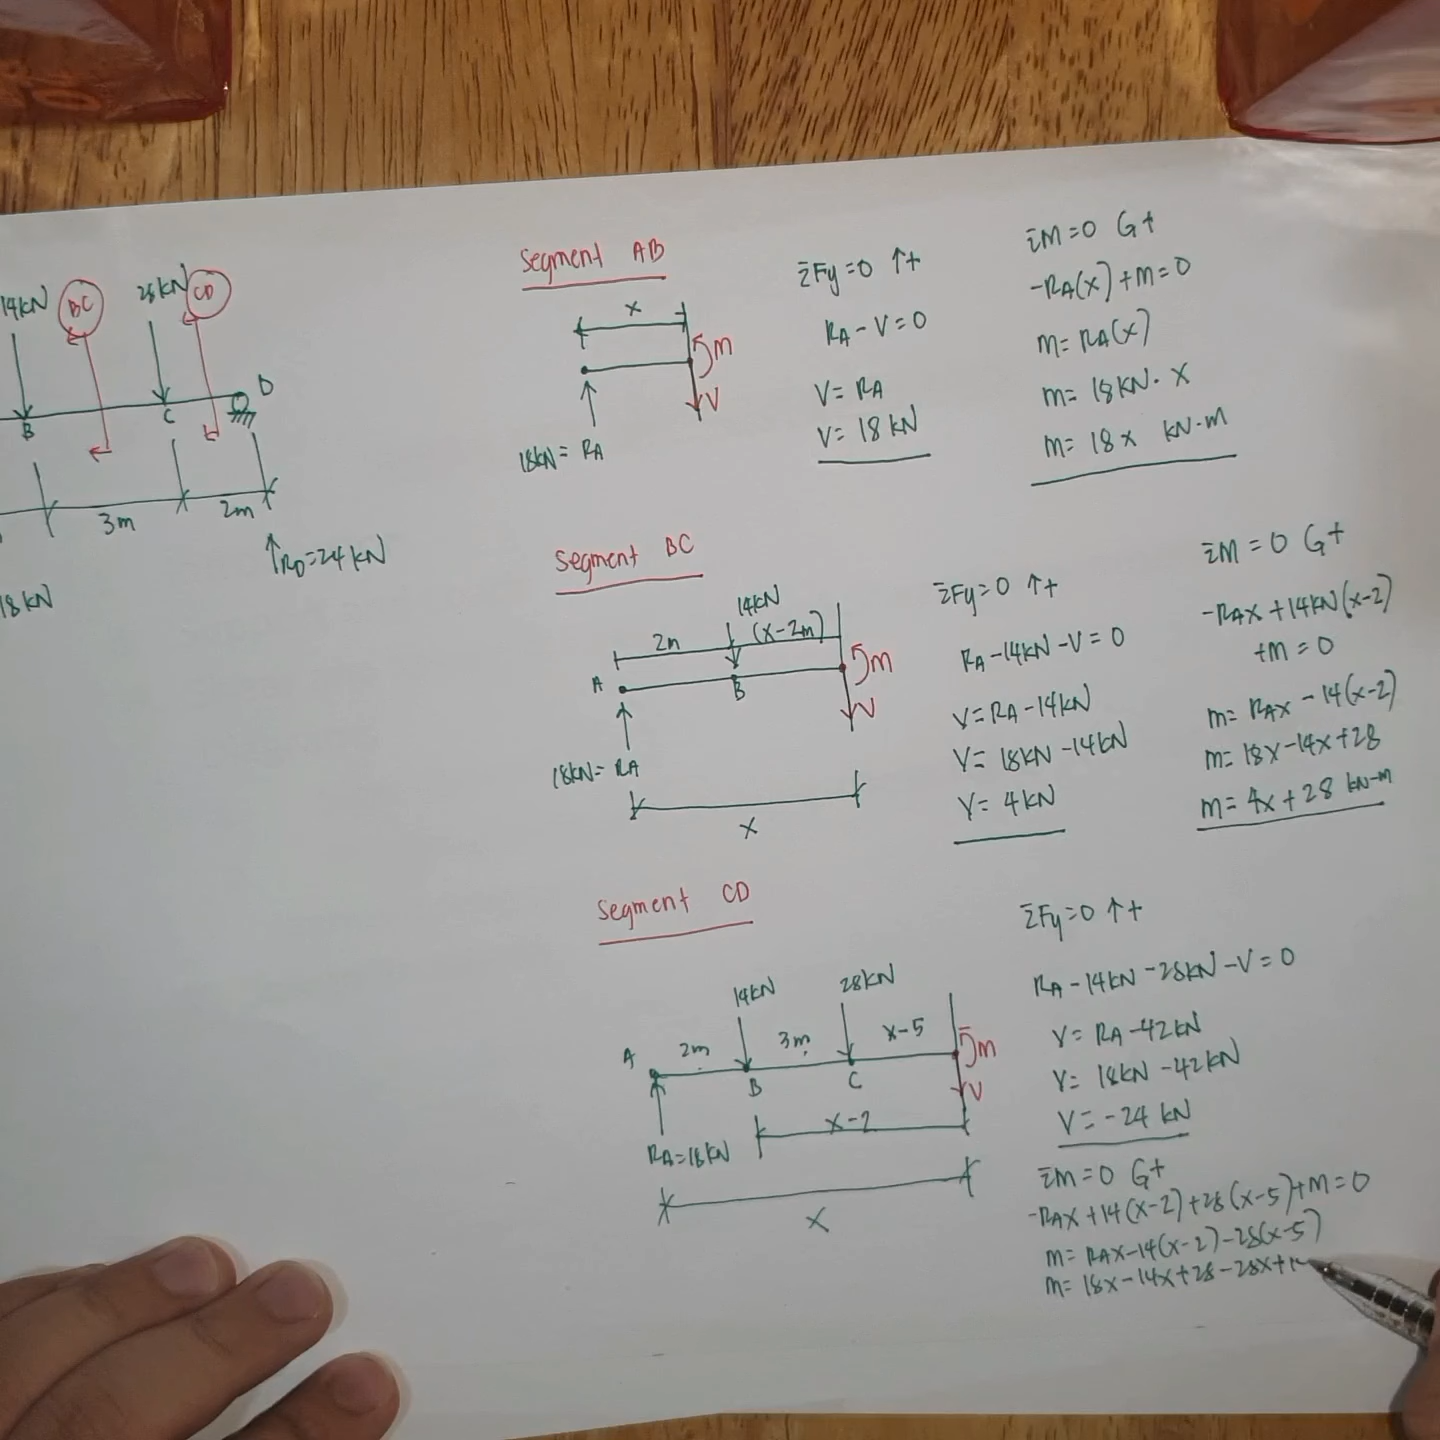 14kN BC 28kN CD
B C D
3m 2m
RD=24kN
18kN
Segment AB
x
M
V
18kN = RA
ΣFy=0 ↑+
RA - V = 0
V = RA
V = 18 kN
ΣM=0 ↺+
-RA(x) + M = 0
M = RA(x)
M = 18kN · x
M = 18x kN·m
Segment BC
14kN
2m (x-2m)
A B M
V
18kN = RA
x
ΣFy=0 ↑+
RA - 14kN - V = 0
V = RA - 14kN
V = 18kN - 14kN
V = 4kN
ΣM = 0 ↺+
-RAx + 14kN(x-2)
+M = 0
M = RAx - 14(x-2)
M = 18x - 14x + 28
M = 4x + 28 kN-m
Segment CD
14kN 28kN
A 2m 3m x-5 M
B C V
x-2
RA=18kN
x
ΣFy=0 ↑+
RA - 14kN - 28kN - V = 0
V = RA - 42kN
V = 18kN - 42kN
V = -24 kN
ΣM=0 ↺+
-RAx + 14(x-2) + 28(x-5) + M = 0
M = RAx - 14(x-2) - 28(x-5)
M = 18x - 14x + 28 - 28x + 1